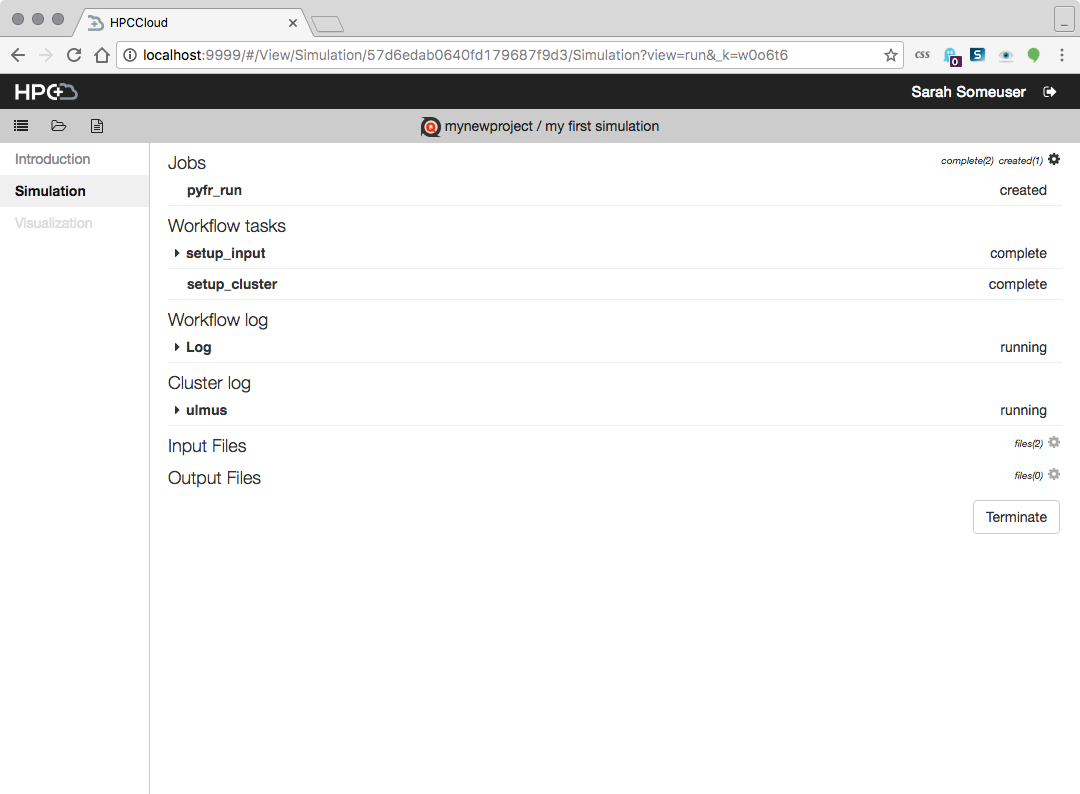 HPCCloud
localhost:9999/#/View/Simulation/57d6edab0640fd179687f9d3/Simulation?view=run&_k=w0o6t6
css
0
S
HPC
Sarah Someuser
mynewproject / my first simulation
Introduction
Simulation
Visualization
Jobs
complete(2) created(1)
pyfr_run created
Workflow tasks
setup_input complete
setup_cluster complete
Workflow log
Log running
Cluster log
ulmus running
Input Files files(2)
Output Files files(0)
Terminate